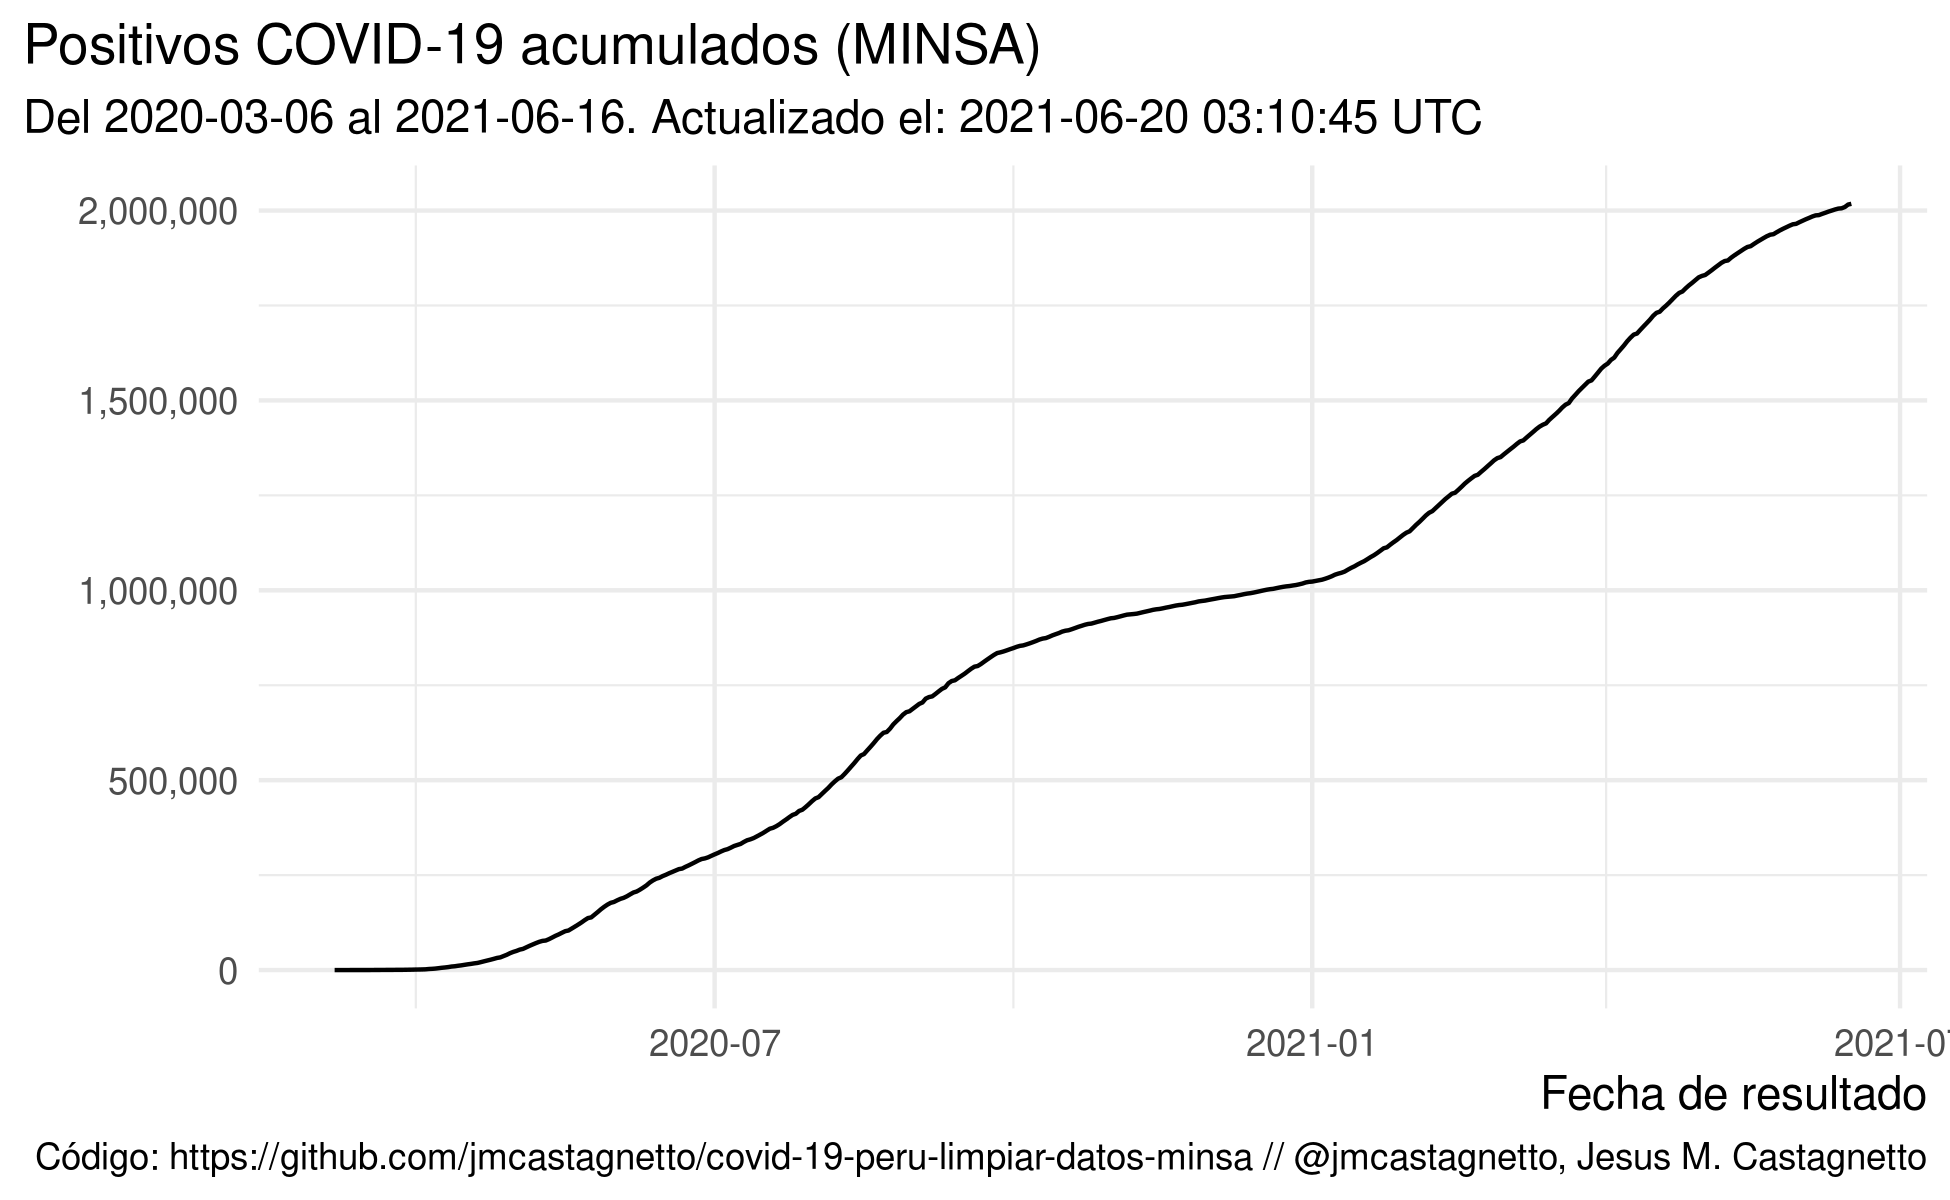 Positivos COVID-19 acumulados (MINSA)
Del 2020-03-06 al 2021-06-16. Actualizado el: 2021-06-20 03:10:45 UTC
2,000,000
1,500,000
1,000,000
500,000
0
2020-07 2021-01
Fecha de resultado
Código: https://github.com/jmcastagnetto/covid-19-peru-limpiar-datos-minsa // @jmcastagnetto, Jesus M. Castagnetto